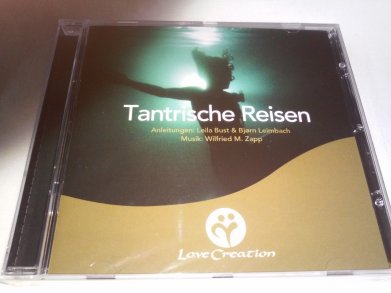 Tantrische Reisen
Anleitungen: Leila Bust & Bjørn Leimbach
Musik: Wilfried M. Zapp
Love Creation